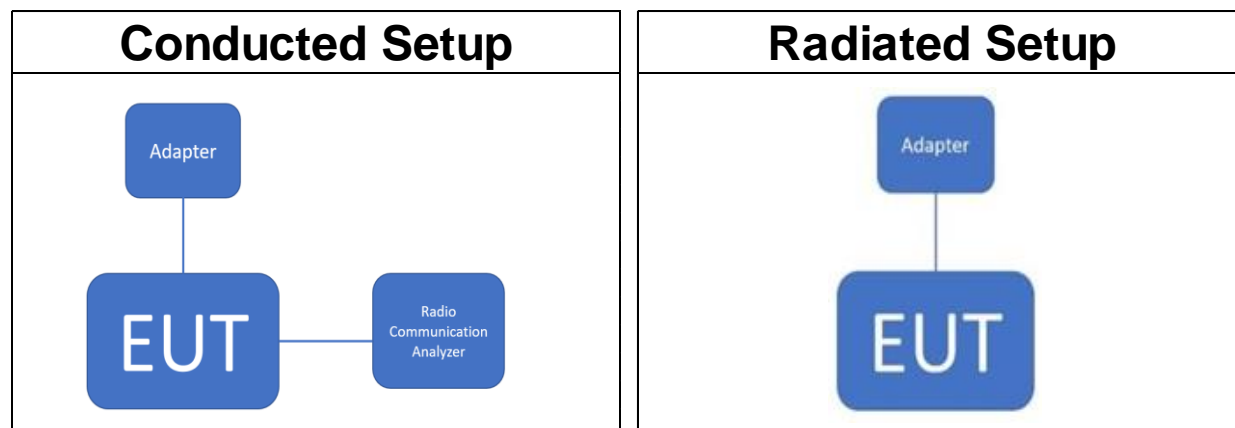 Conducted Setup
Adapter
EUT
Radio
Communication
Analyzer
Radiated Setup
Adapter
EUT